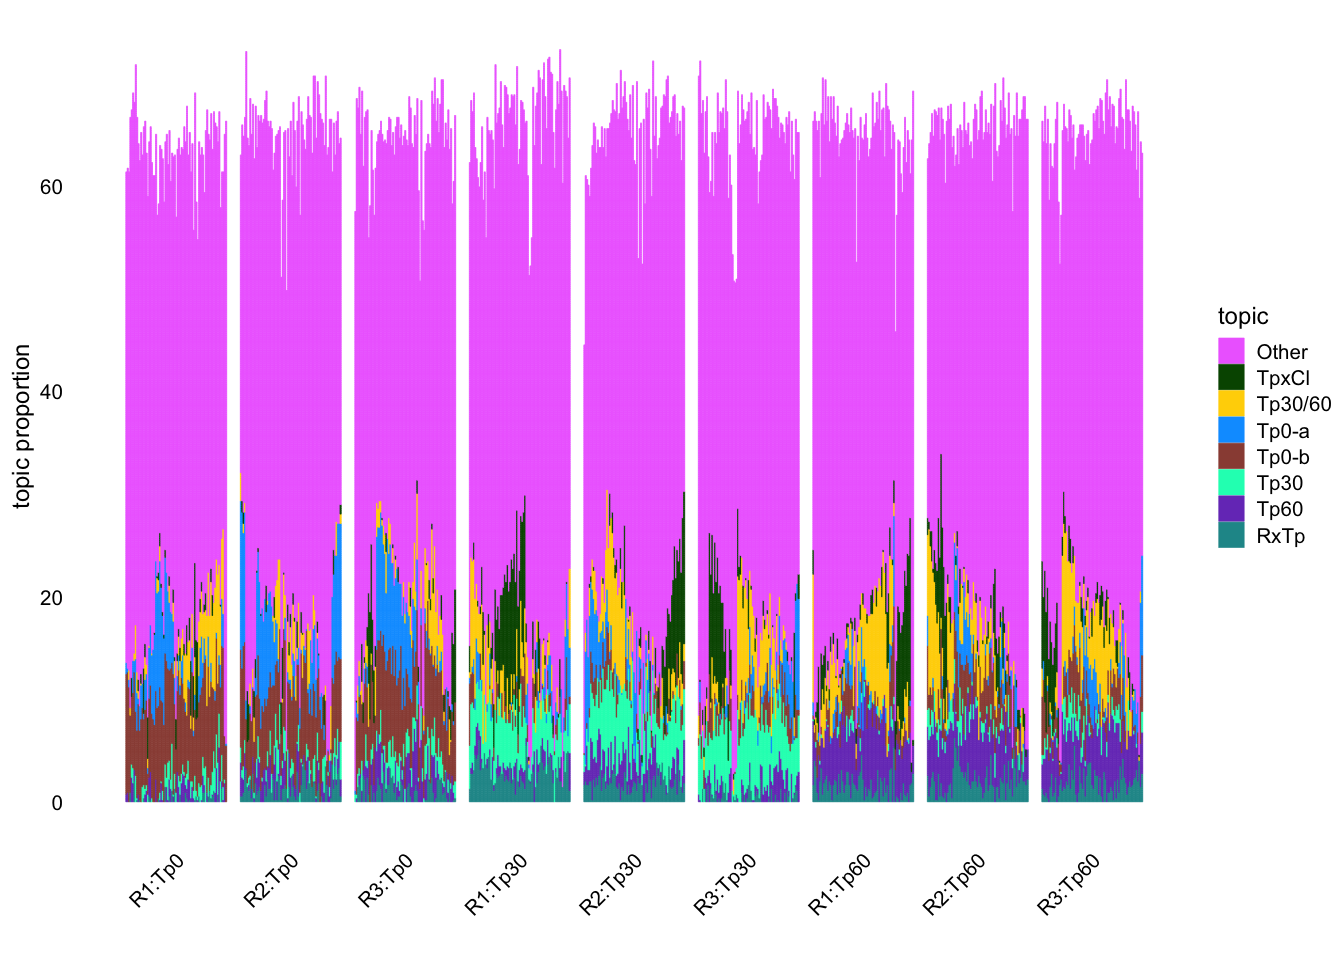 topic proportion
60
40
20
0
R1:Tp0
R2:Tp0
R3:Tp0
R1:Tp30
R2:Tp30
R3:Tp30
R1:Tp60
R2:Tp60
R3:Tp60
topic
Other
TpxCl
Tp30/60
Tp0-a
Tp0-b
Tp30
Tp60
RxTp